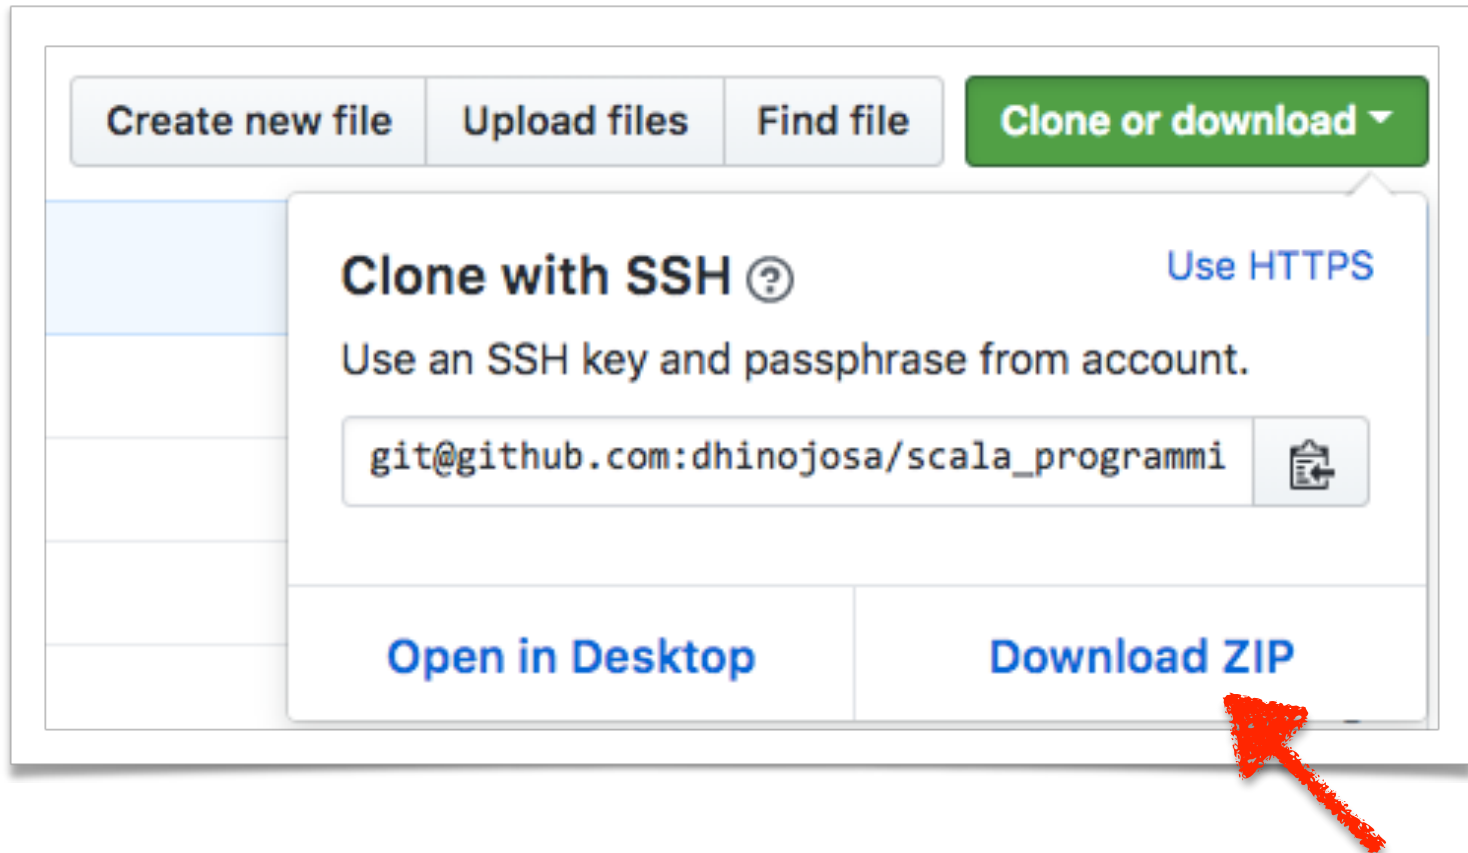 Create new file Upload files Find file Clone or download
Clone with SSH ? Use HTTPS
Use an SSH key and passphrase from account.
git@github.com:dhinojosa/scala_programmi
Open in Desktop Download ZIP